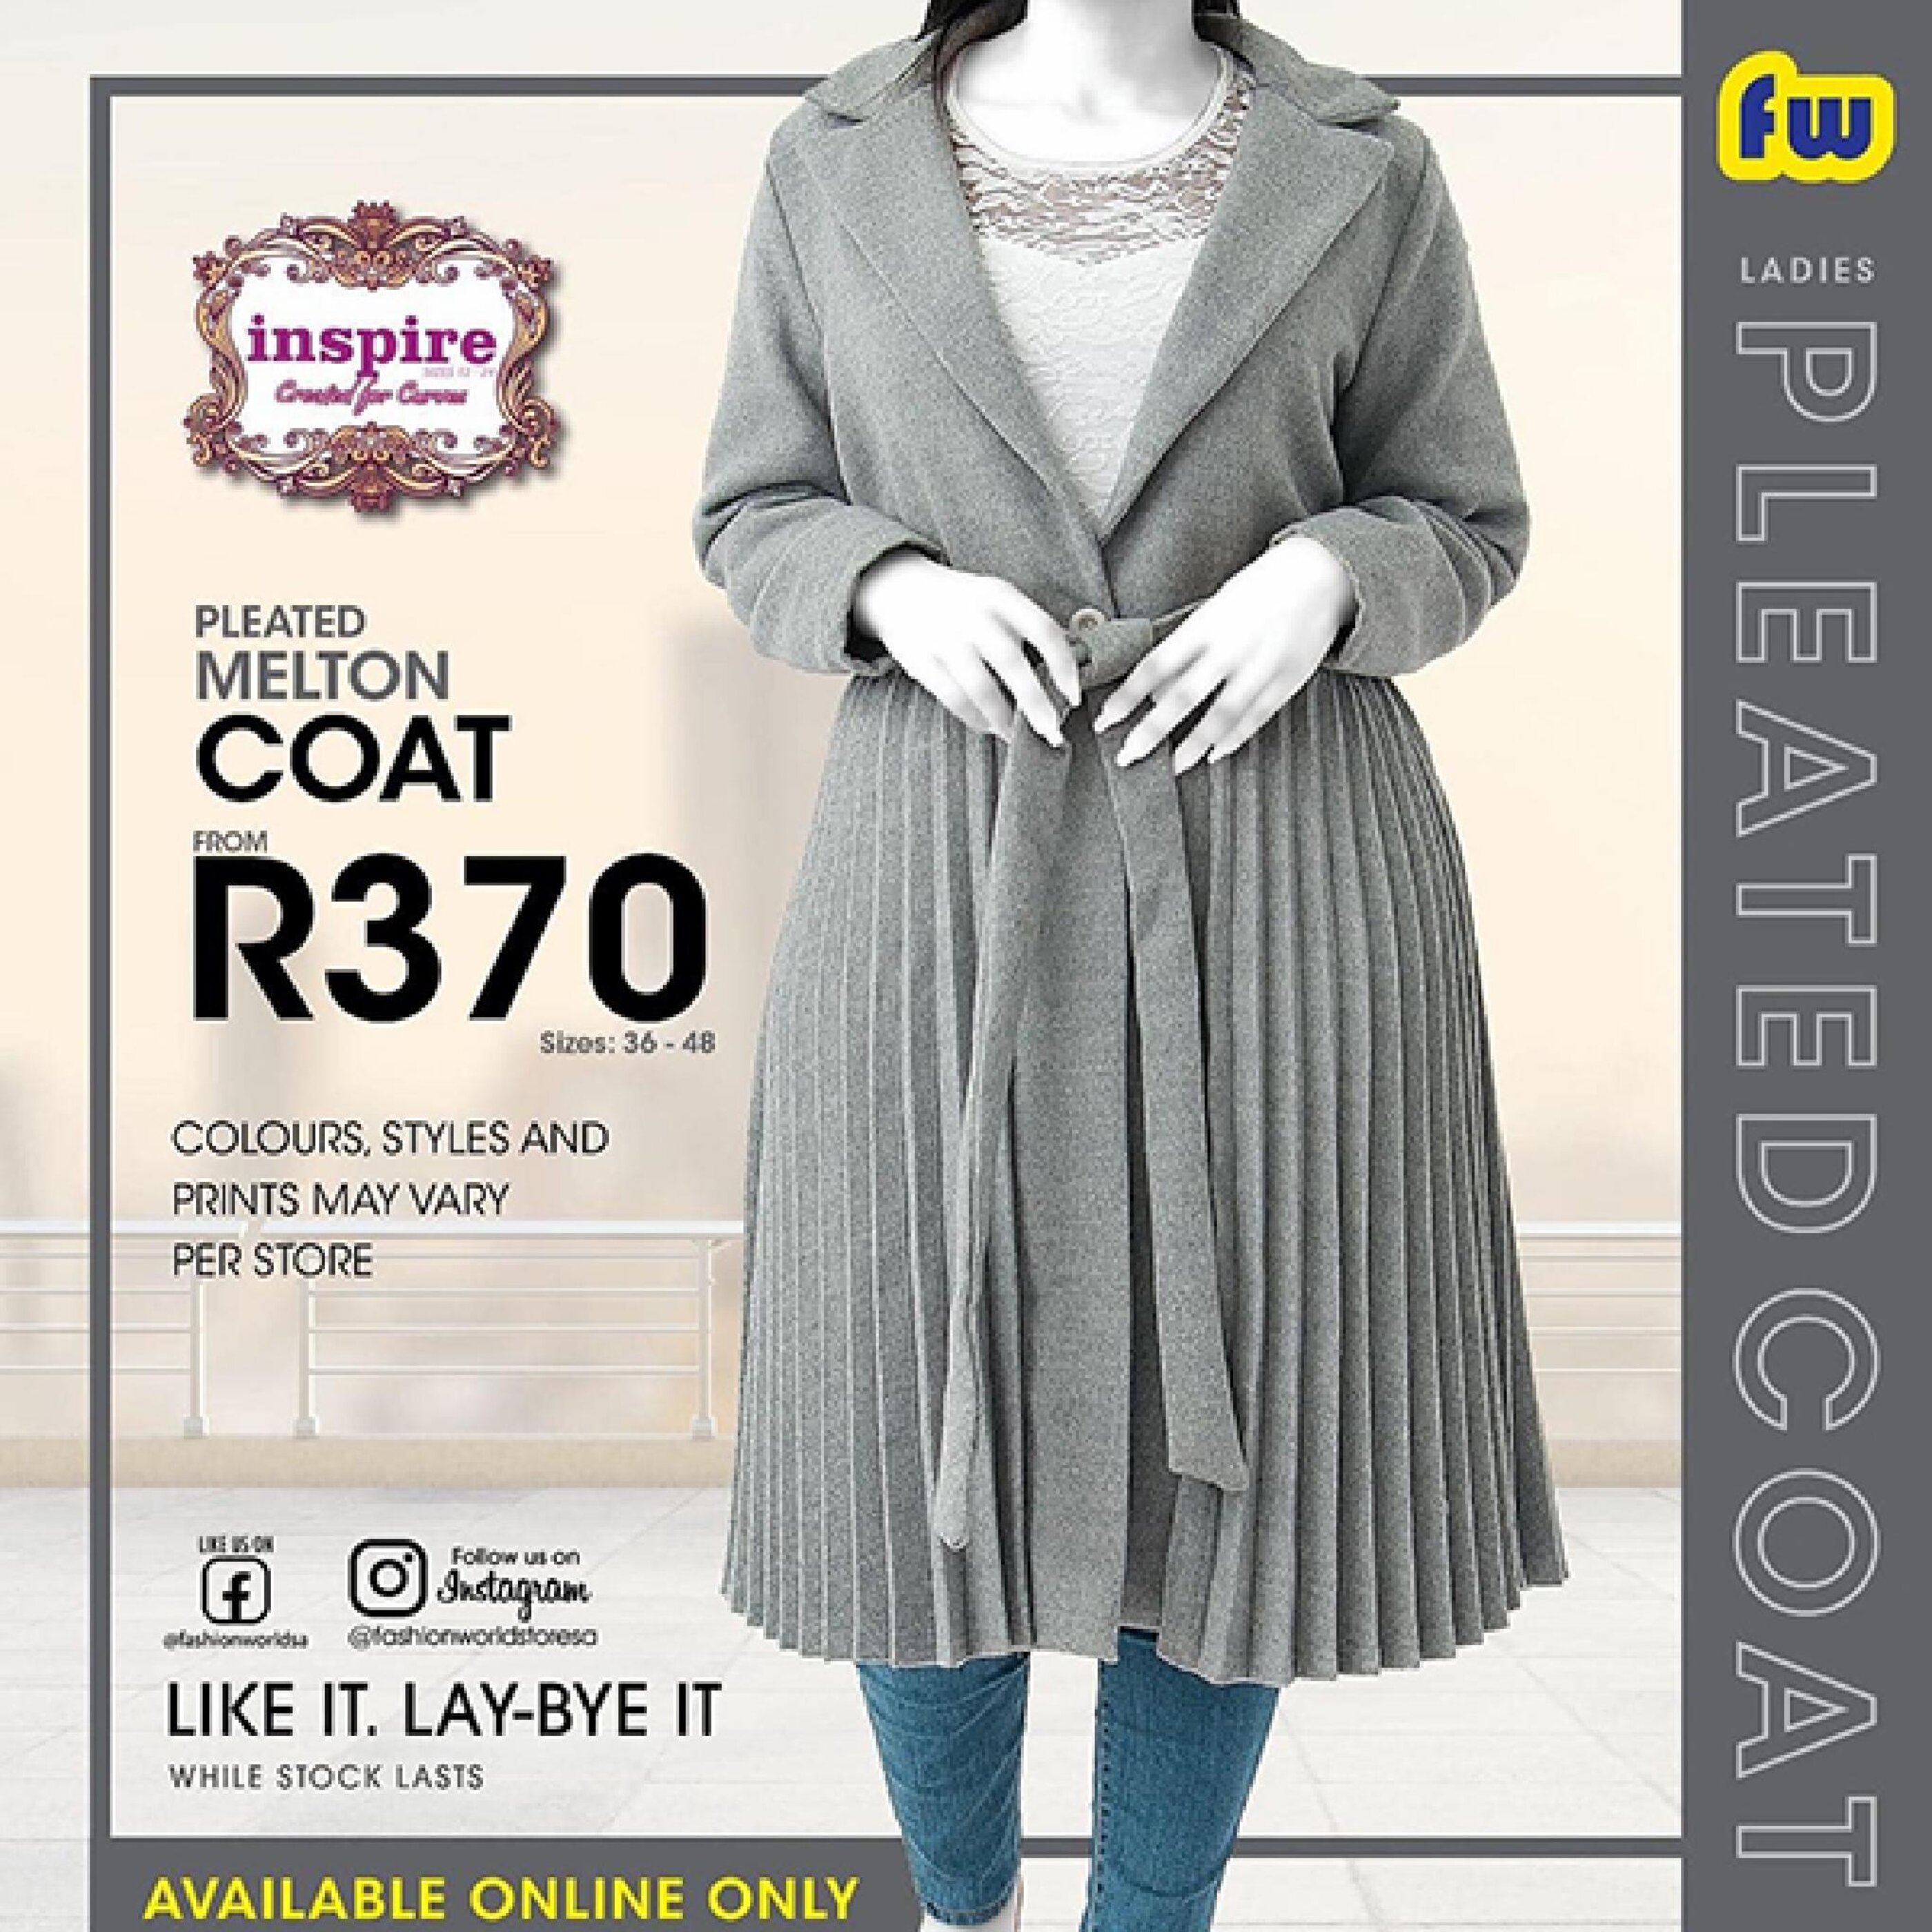 fw
LADIES
PLEATED COAT
inspire
Created for Curves
PLEATED
MELTON
COAT
FROM
R370
Sizes: 36 - 48
COLOURS, STYLES AND
PRINTS MAY VARY
PER STORE
LIKE US ON
@fashionworldsa
Follow us on
Instagram
@fashionworldstoresa
LIKE IT. LAY-BYE IT
WHILE STOCK LASTS
AVAILABLE ONLINE ONLY